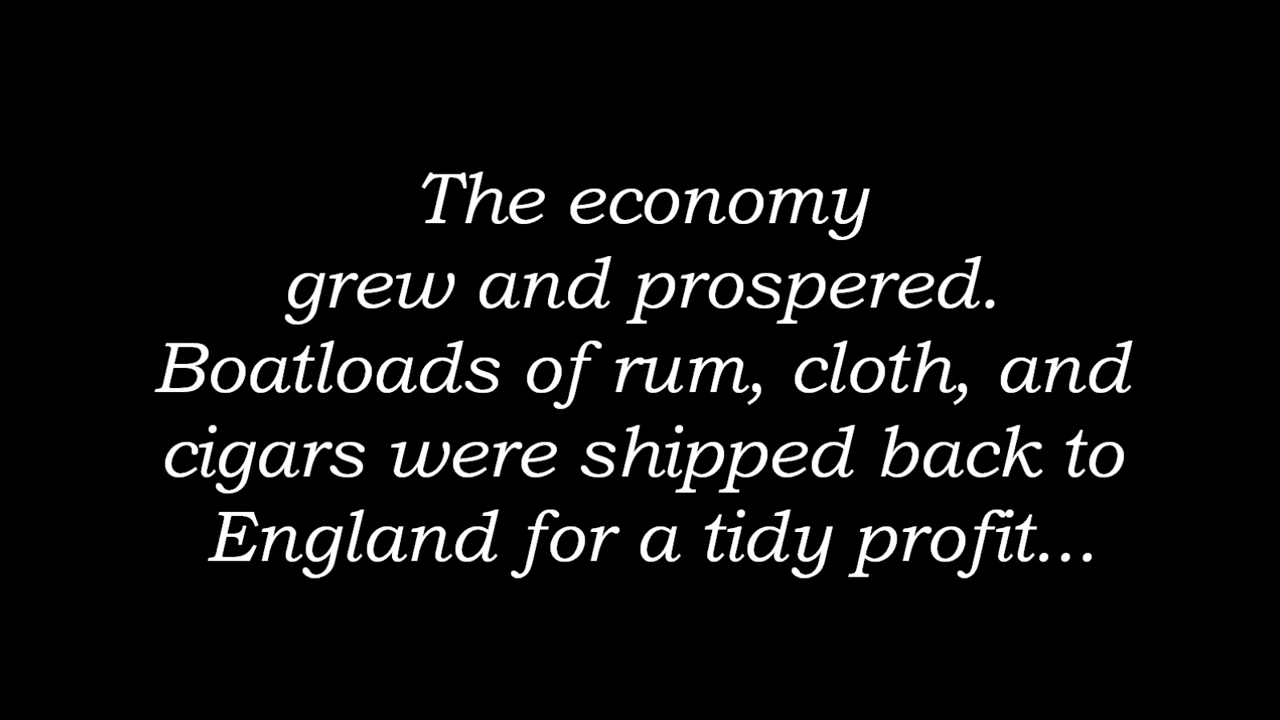 The economy
grew and prospered.
Boatloads of rum, cloth, and
cigars were shipped back to
England for a tidy profit...